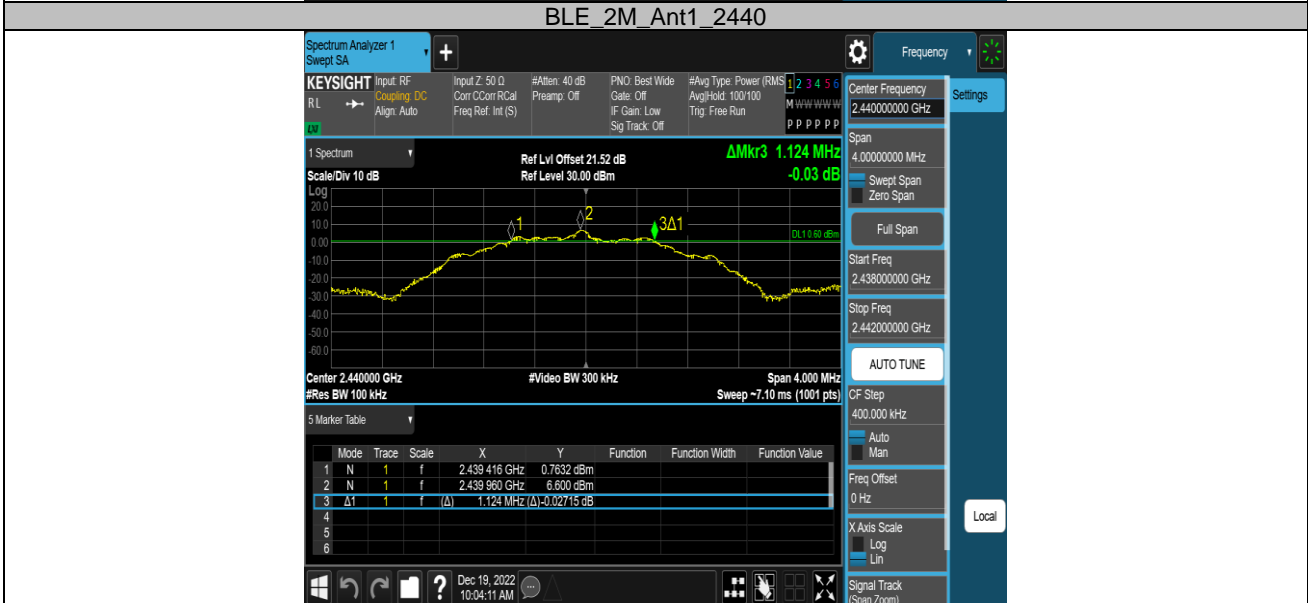 BLE_2M_Ant1_2440
Spectrum Analyzer 1
Swept SA
+
Frequency
KEYSIGHT
RL
LXI
Input: RF
Coupling: DC
Align: Auto
Input Z: 50 Ω
Corr CCorr RCal
Freq Ref: Int (S)
#Atten: 40 dB
Preamp: Off
PNO: Best Wide
Gate: Off
IF Gain: Low
Sig Track: Off
#Avg Type: Power (RMS
Avg|Hold: 100/100
Trig: Free Run
1 2 3 4 5 6
M W W W W W
P P P P P P
1 Spectrum
Scale/Div 10 dB
Ref Lvl Offset 21.52 dB
Ref Level 30.00 dBm
ΔMkr3 1.124 MHz
-0.03 dB
Log
20.0
10.0
0.00
-10.0
-20.0
-30.0
-40.0
-50.0
-60.0
1
2
3Δ1
DL1 0.60 dBm
Center 2.440000 GHz
#Res BW 100 kHz
#Video BW 300 kHz
Span 4.000 MHz
Sweep ~7.10 ms (1001 pts)
5 Marker Table
Mode Trace Scale X Y Function Function Width Function Value
1 N 1 f 2.439 416 GHz 0.7632 dBm
2 N 1 f 2.439 960 GHz 6.600 dBm
3 Δ1 1 f (Δ) 1.124 MHz (Δ) -0.02715 dB
4
5
6
?
Dec 19, 2022
10:04:11 AM
Center Frequency
2.440000000 GHz
Settings
Span
4.00000000 MHz
Swept Span
Zero Span
Full Span
Start Freq
2.438000000 GHz
Stop Freq
2.442000000 GHz
AUTO TUNE
CF Step
400.000 kHz
Auto
Man
Freq Offset
0 Hz
X Axis Scale
Log
Lin
Local
Signal Track
(Span Zoom)